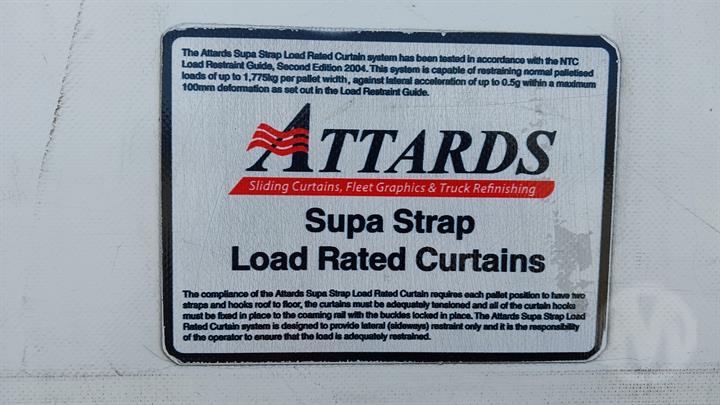 The Attards Supa Strap Load Rated Curtain system has been tested in accordance with the NTC
Load Restraint Guide, Second Edition 2004. This system is capable of restraining normal palletised
loads of up to 1,775kg per pallet width, against lateral acceleration of up to 0.5g within a maximum
100mm deformation as set out in the Load Restraint Guide.
ATTARDS
Sliding Curtains, Fleet Graphics & Truck Refinishing
Supa Strap
Load Rated Curtains
The compliance of the Attards Supa Strap Load Rated Curtain requires each pallet position to have two
straps and hooks roof to floor, the curtains must be adequately tensioned and all of the curtain hooks
must be fixed in place to the coaming rail with the buckles locked in place. The Attards Supa Strap Load
Rated Curtain system is designed to provide lateral (sideways) restraint only and it is the responsibility
of the operator to ensure that the load is adequately restrained.